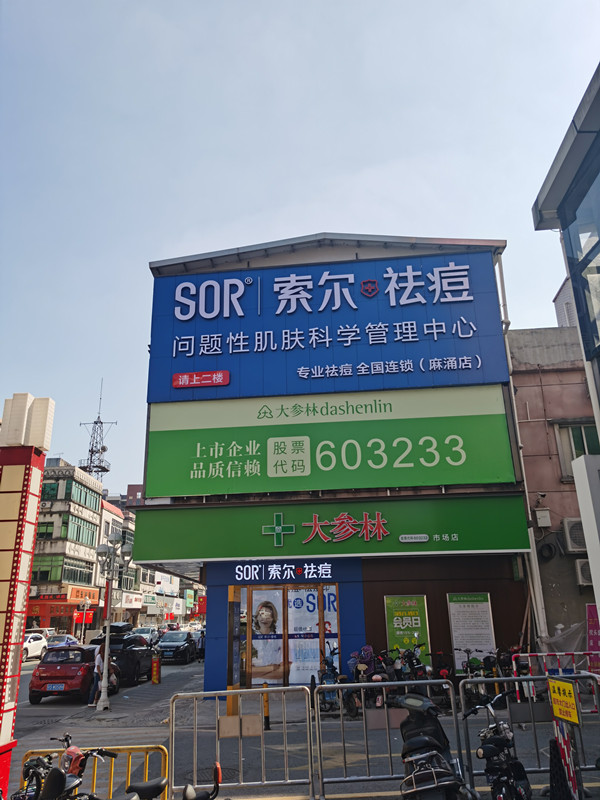 SOR® 索尔 祛痘
问题性肌肤科学管理中心
请上二楼
专业祛痘 全国连锁（麻涌店）
大参林dashenlin
上市企业
品质信赖
股票
代码
603233
大参林
市场店
SOR 索尔 祛痘
SOR
会员日